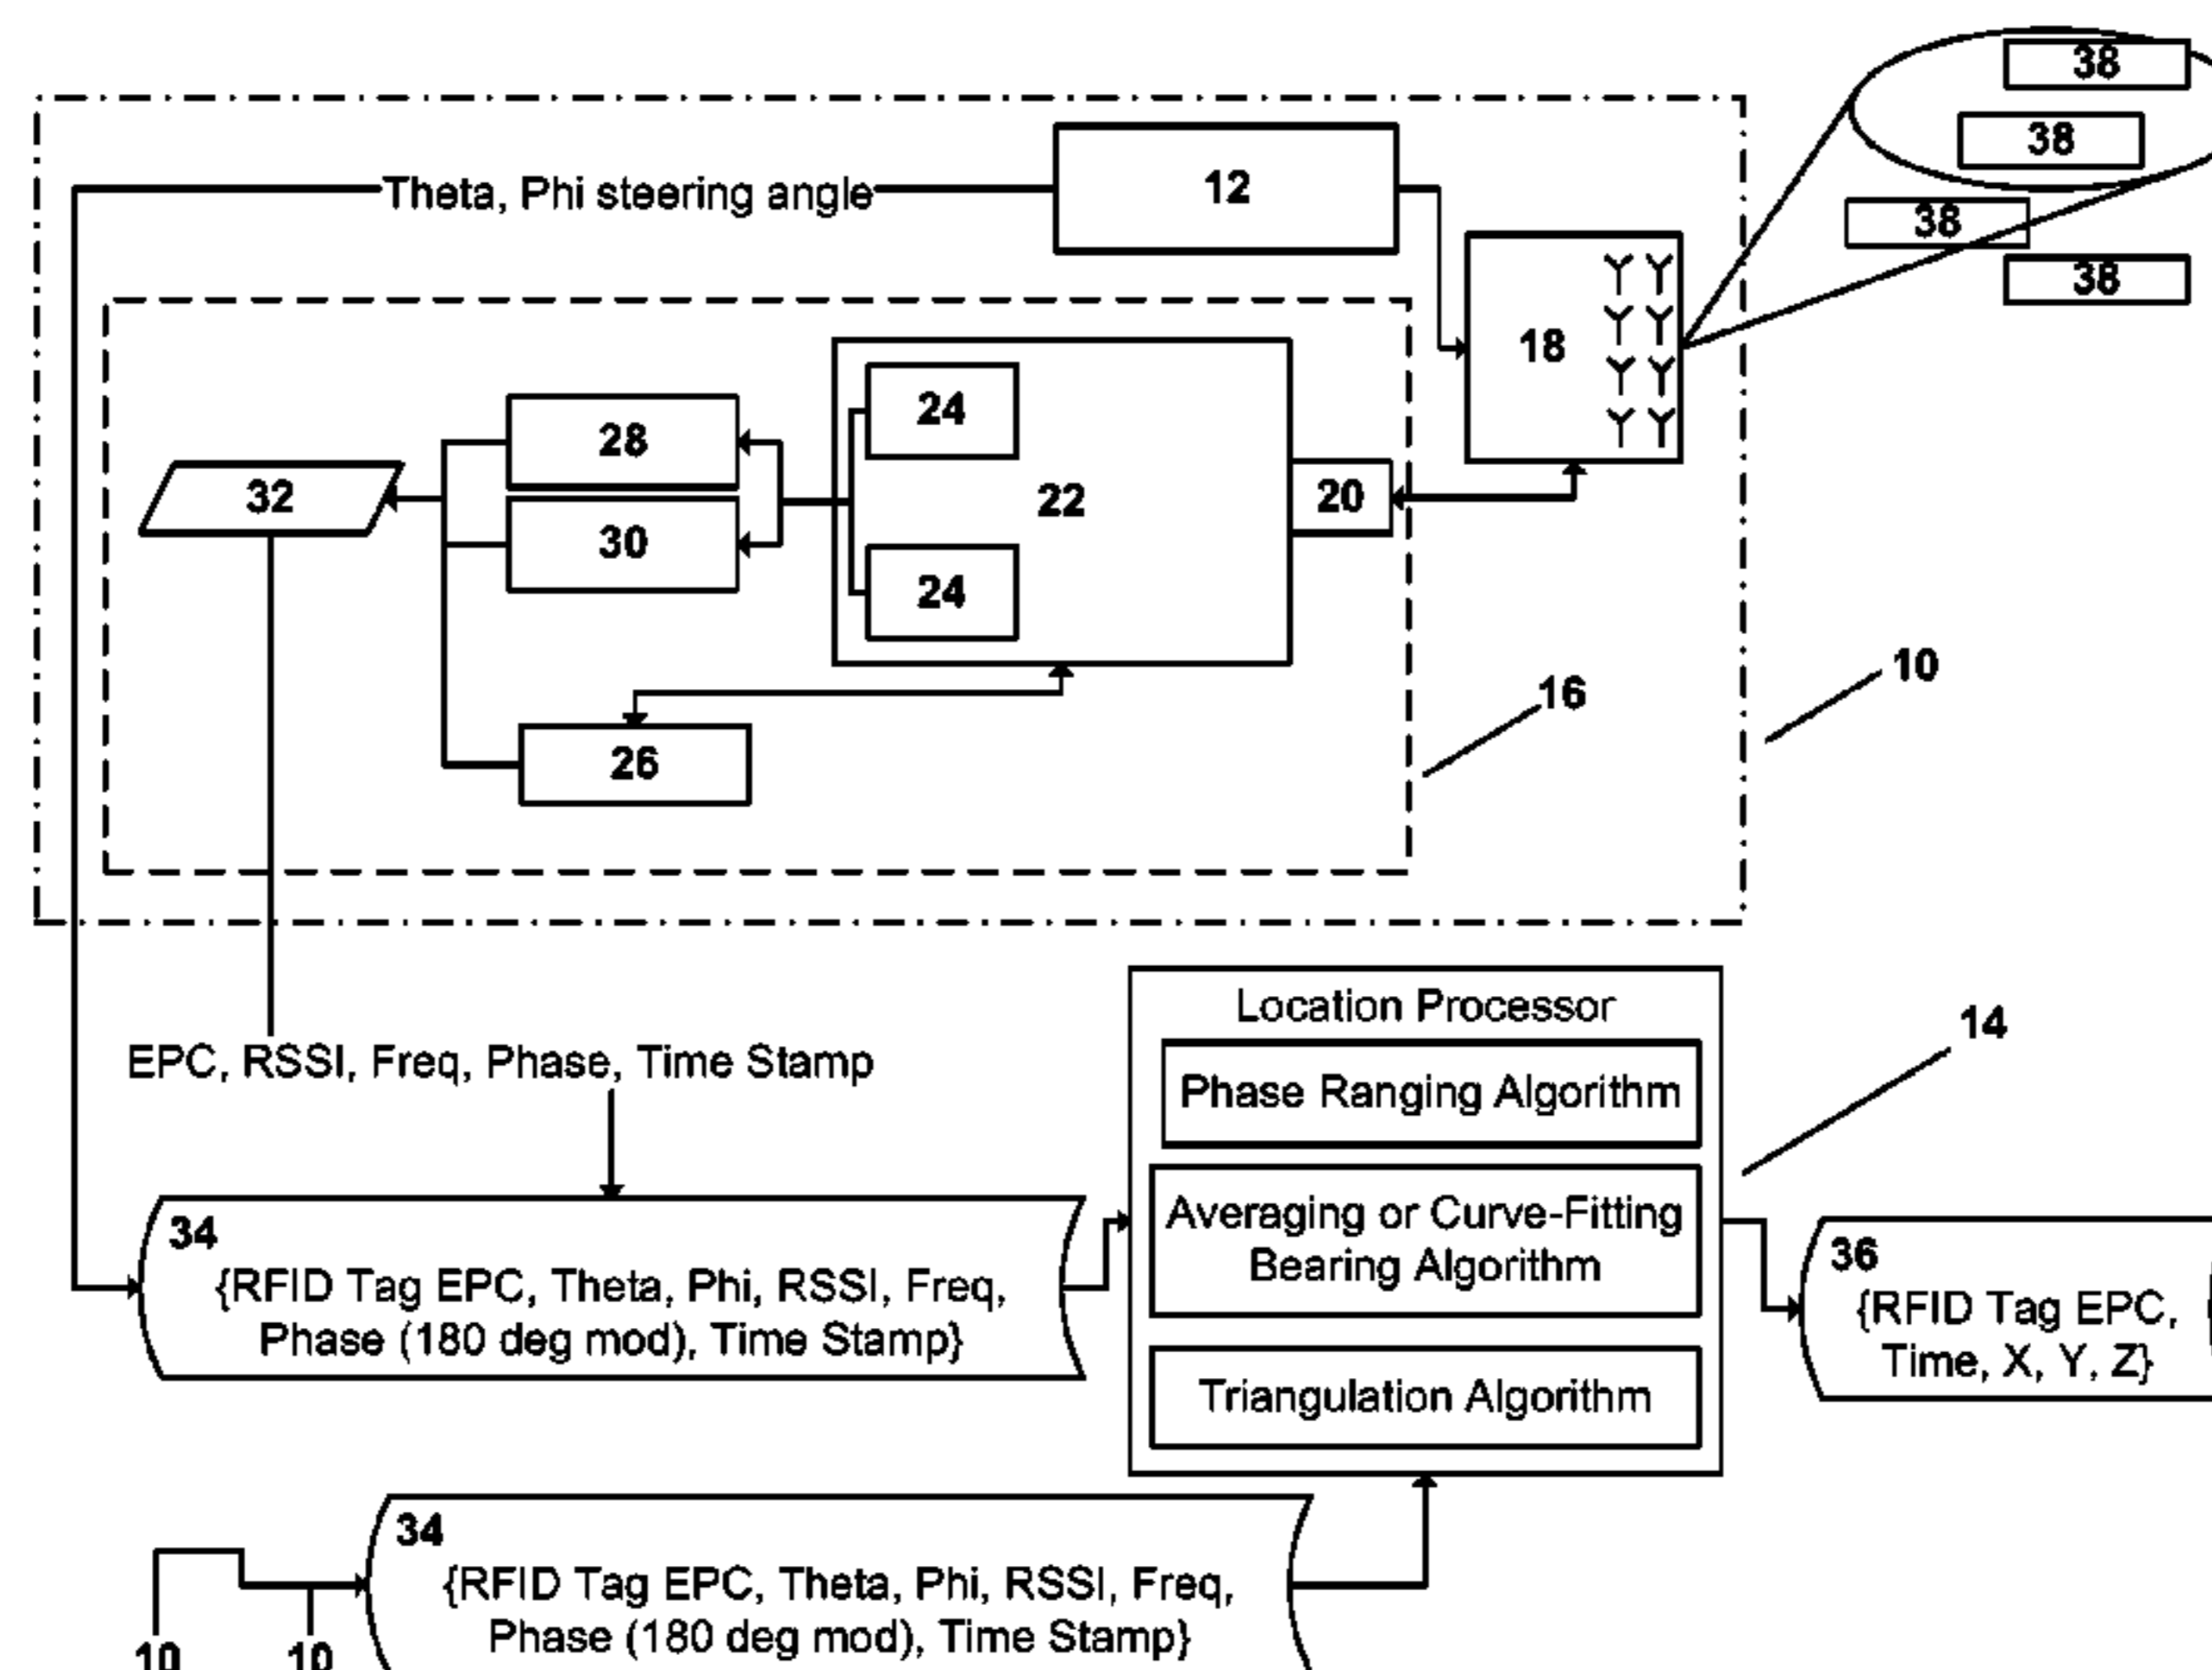 38
38
Theta, Phi steering angle
12
38
38
18
24
28
32
22
20
30
24
10
16
26
Location Processor
14
EPC, RSSI, Freq, Phase, Time Stamp
Phase Ranging Algorithm
34
Averaging or Curve-Fitting
Bearing Algorithm
36
{RFID Tag EPC, Theta, Phi, RSSI, Freq,
Phase (180 deg mod), Time Stamp}
{RFID Tag EPC,
Time, X, Y, Z}
Triangulation Algorithm
34
{RFID Tag EPC, Theta, Phi, RSSI, Freq,
Phase (180 deg mod), Time Stamp}
10
10